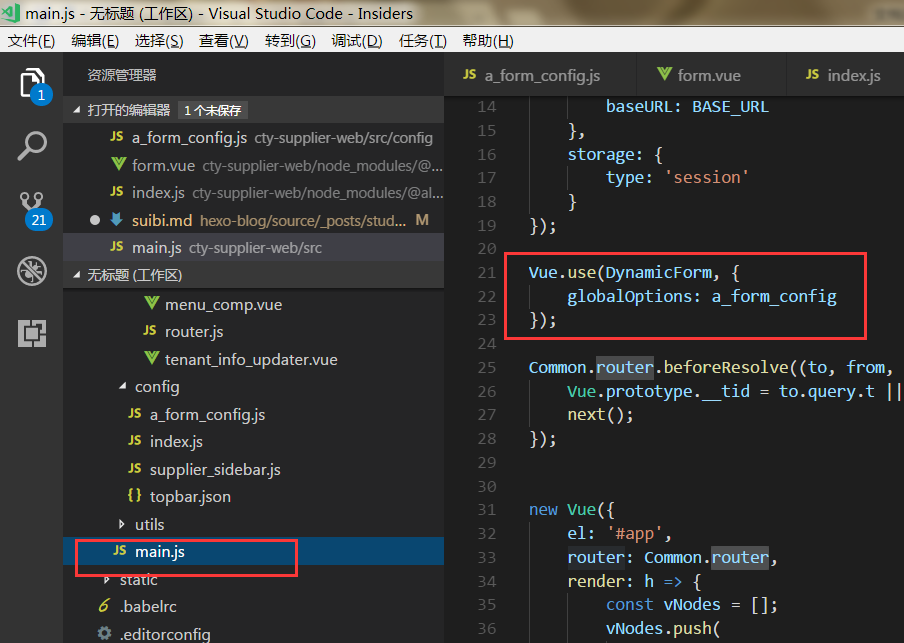 main.js - 无标题 (工作区) - Visual Studio Code - Insiders
文件(F) 编辑(E) 选择(S) 查看(V) 转到(G) 调试(D) 任务(T) 帮助(H)
1
21
资源管理器
打开的编辑器 1 个未保存
JS a_form_config.js cty-supplier-web/src/config
form.vue cty-supplier-web/node_modules/@...
JS index.js cty-supplier-web/node_modules/@al...
suibi.md hexo-blog/source/_posts/stud... M
JS main.js cty-supplier-web/src
无标题 (工作区)
menu_comp.vue
JS router.js
tenant_info_updater.vue
config
JS a_form_config.js
JS index.js
JS supplier_sidebar.js
{} topbar.json
utils
JS main.js
static
.babelrc
.editorconfig
JS a_form_config.js form.vue JS index.js
14 baseURL: BASE_URL
15 },
16 storage: {
17 type: 'session'
18 }
19 });
20
21 Vue.use(DynamicForm, {
22 globalOptions: a_form_config
23 });
24
25 Common.router.beforeResolve((to, from,
26 Vue.prototype.__tid = to.query.t ||
27 next();
28 });
29
30
31 new Vue({
32 el: '#app',
33 router: Common.router,
34 render: h => {
35 const vNodes = [];
36 vNodes.push(